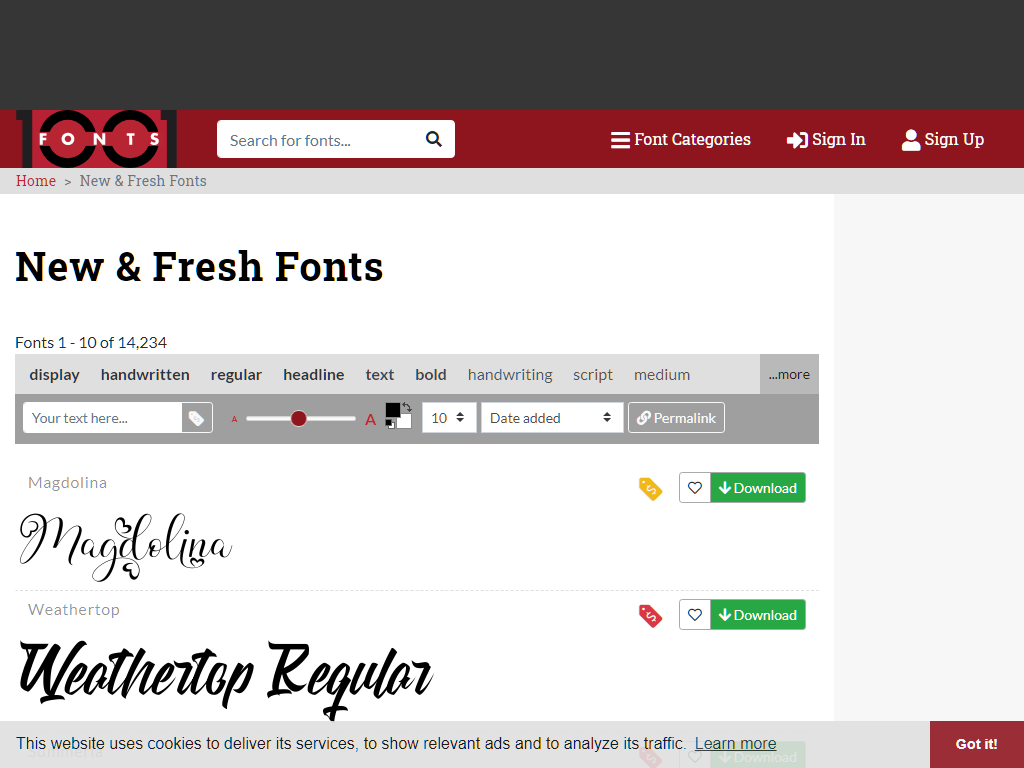 1001 FONTS
Search for fonts...
Font Categories
Sign In
Sign Up
Home > New & Fresh Fonts
New & Fresh Fonts
Fonts 1 - 10 of 14,234
display handwritten regular headline text bold handwriting script medium ...more
Your text here... A A 10 Date added Permalink
Magdolina
Download
Magdolina
Weathertop
Download
Weathertop Regular
Download
This website uses cookies to deliver its services, to show relevant ads and to analyze its traffic. Learn more
Got it!